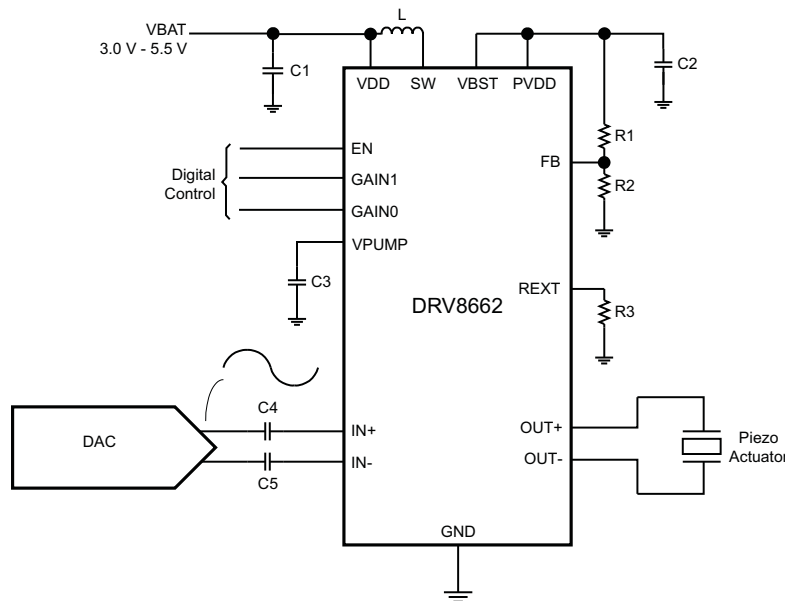 L
VBAT
3.0 V - 5.5 V
C1
C2
VDD
SW
VBST
PVDD
R1
EN
FB
Digital
Control
GAIN1
R2
GAIN0
VPUMP
C3
REXT
DRV8662
R3
C4
DAC
IN+
OUT+
Piezo
Actuator
IN-
OUT-
C5
GND